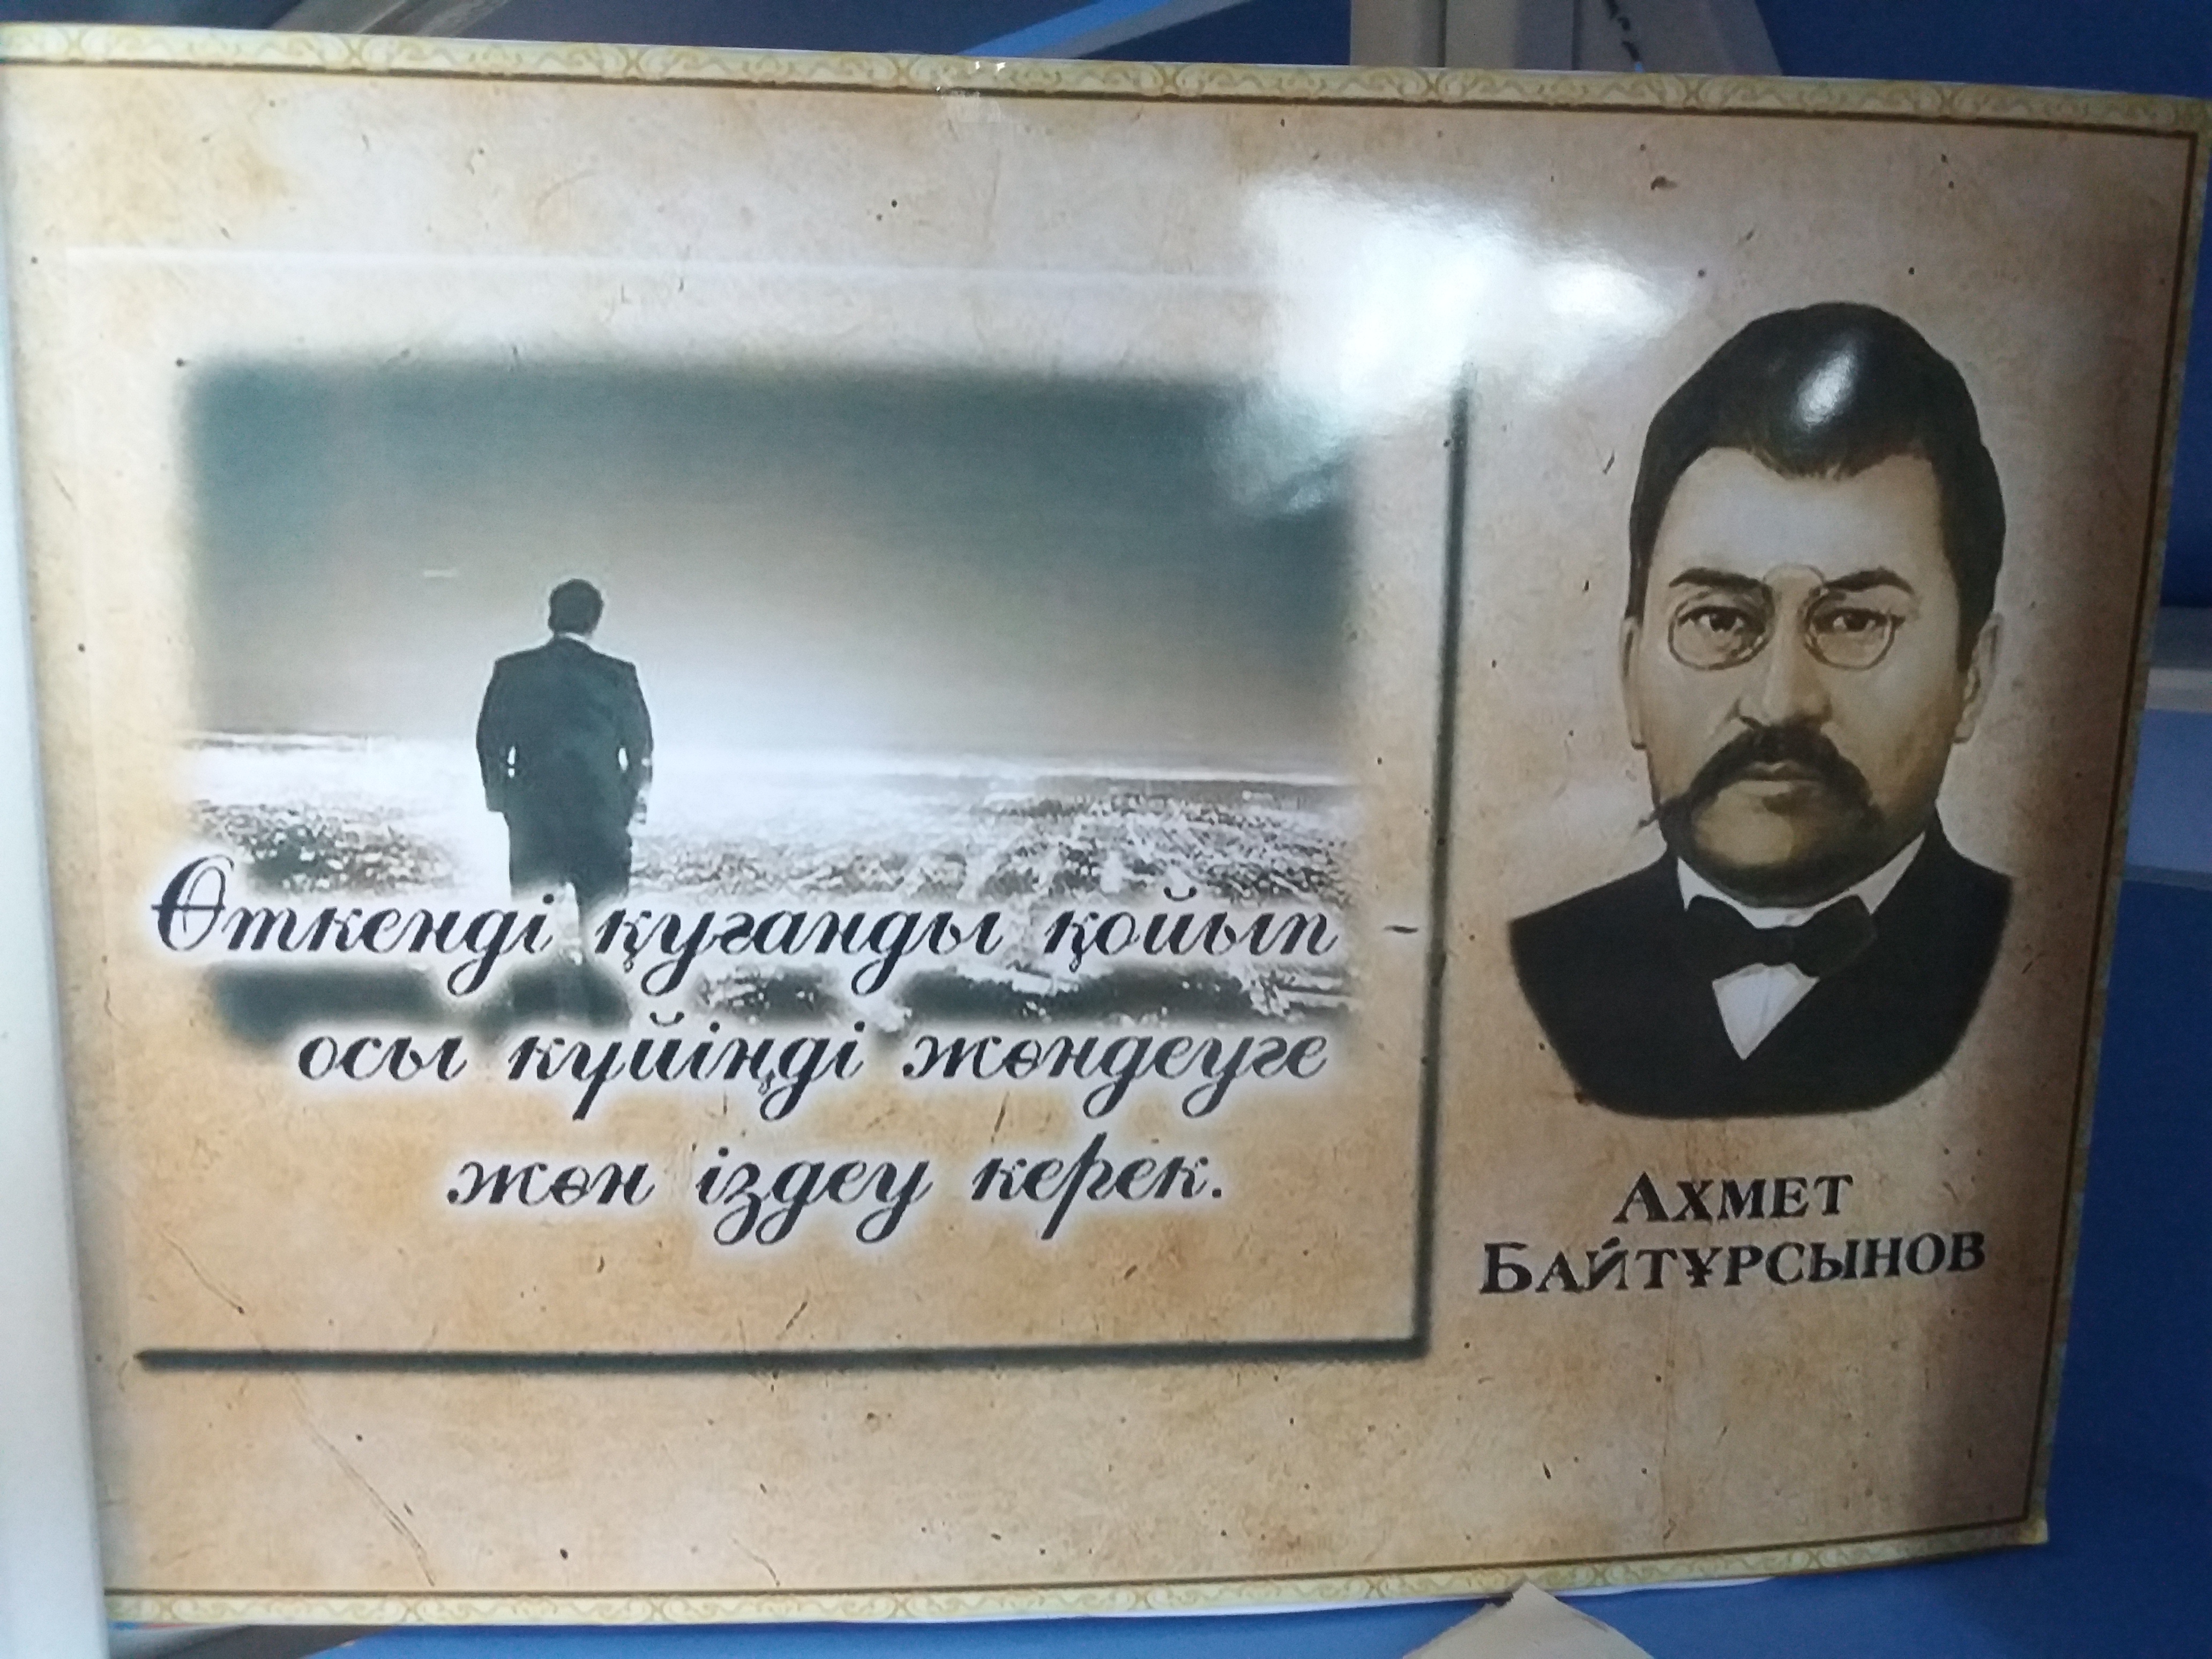 Өткенді қуғанды қойып -
осы күйіңді жөндеуге
жөн іздеу керек.
АХМЕТ
БАЙТҰРСЫНОВ